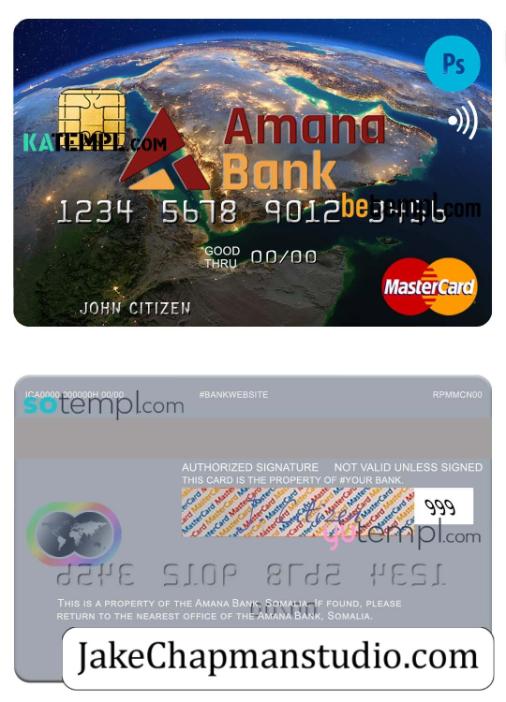 Ps
KATEMPL.COM
Amana
Bank
1234 5678 9012 3456
betempl.com
GOOD
THRU 00/00
MasterCard
JOHN CITIZEN
ICA0000 000000H 00/00 #BANKWEBSITE RPMMCN00
sotempl.com
AUTHORIZED SIGNATURE NOT VALID UNLESS SIGNED
THIS CARD IS THE PROPERTY OF #YOUR BANK.
MasterCard
999
gotempl.com
THIS IS A PROPERTY OF THE AMANA BANK, SOMALIA. IF FOUND, PLEASE
RETURN TO THE NEAREST OFFICE OF THE AMANA BANK, SOMALIA.
JakeChapmanstudio.com